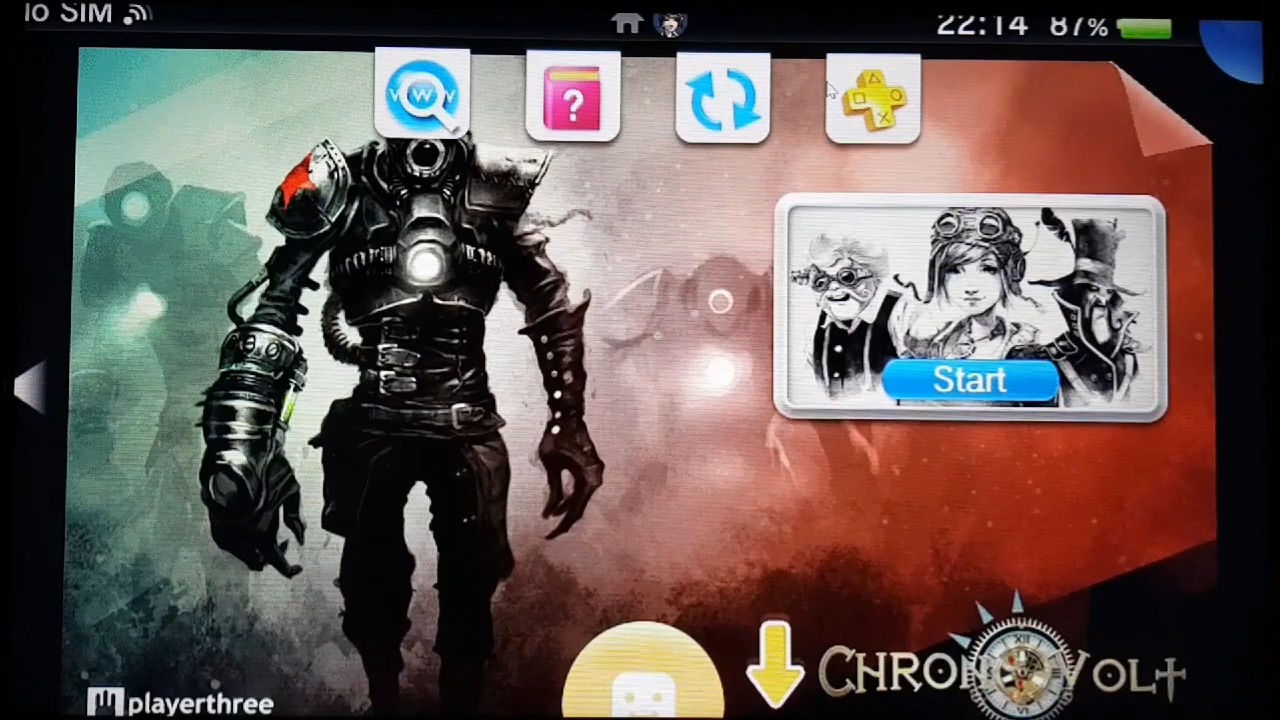 lo SIM
22:14 87%
WWW
?
Start
CHRONOVOLT
playerthree